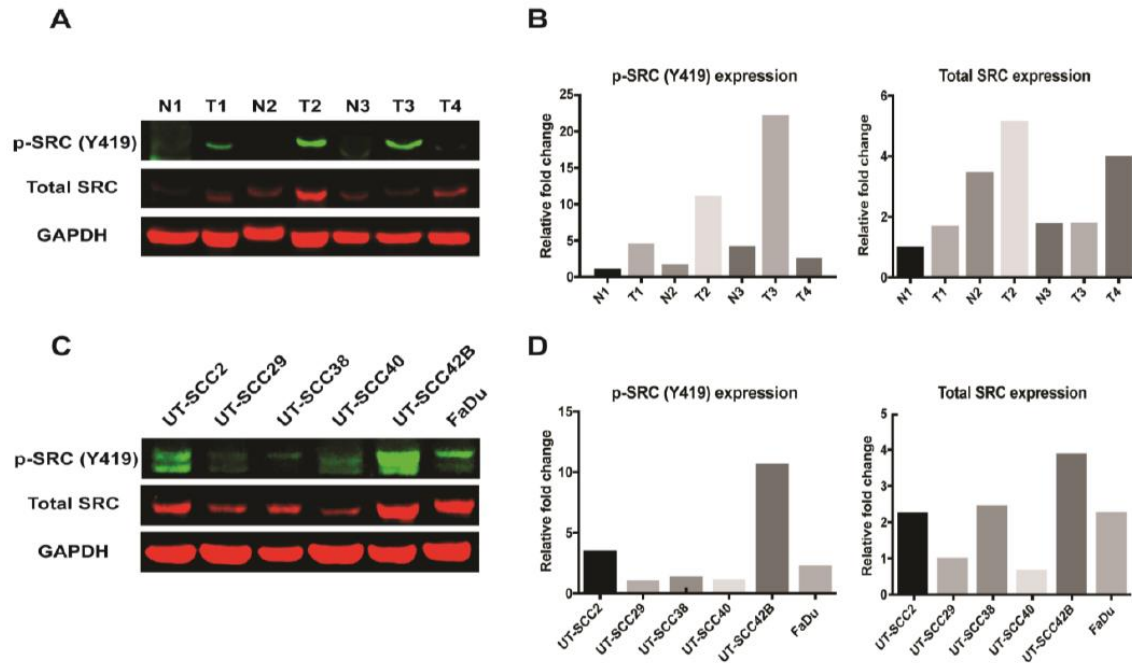 A
N1 T1 N2 T2 N3 T3 T4
p-SRC (Y419)
Total SRC
GAPDH
B
p-SRC (Y419) expression
Relative fold change
25
20
15
10
5
0
N1 T1 N2 T2 N3 T3 T4
Total SRC expression
Relative fold change
6
4
2
0
N1 T1 N2 T2 N3 T3 T4
C
UT-SCC2 UT-SCC29 UT-SCC38 UT-SCC40 UT-SCC42B FaDu
p-SRC (Y419)
Total SRC
GAPDH
D
p-SRC (Y419) expression
Relative fold change
15
10
5
0
UT-SCC2 UT-SCC29 UT-SCC38 UT-SCC40 UT-SCC42B FaDu
Total SRC expression
Relative fold change
5
4
3
2
1
0
UT-SCC2 UT-SCC29 UT-SCC38 UT-SCC40 UT-SCC42B FaDu